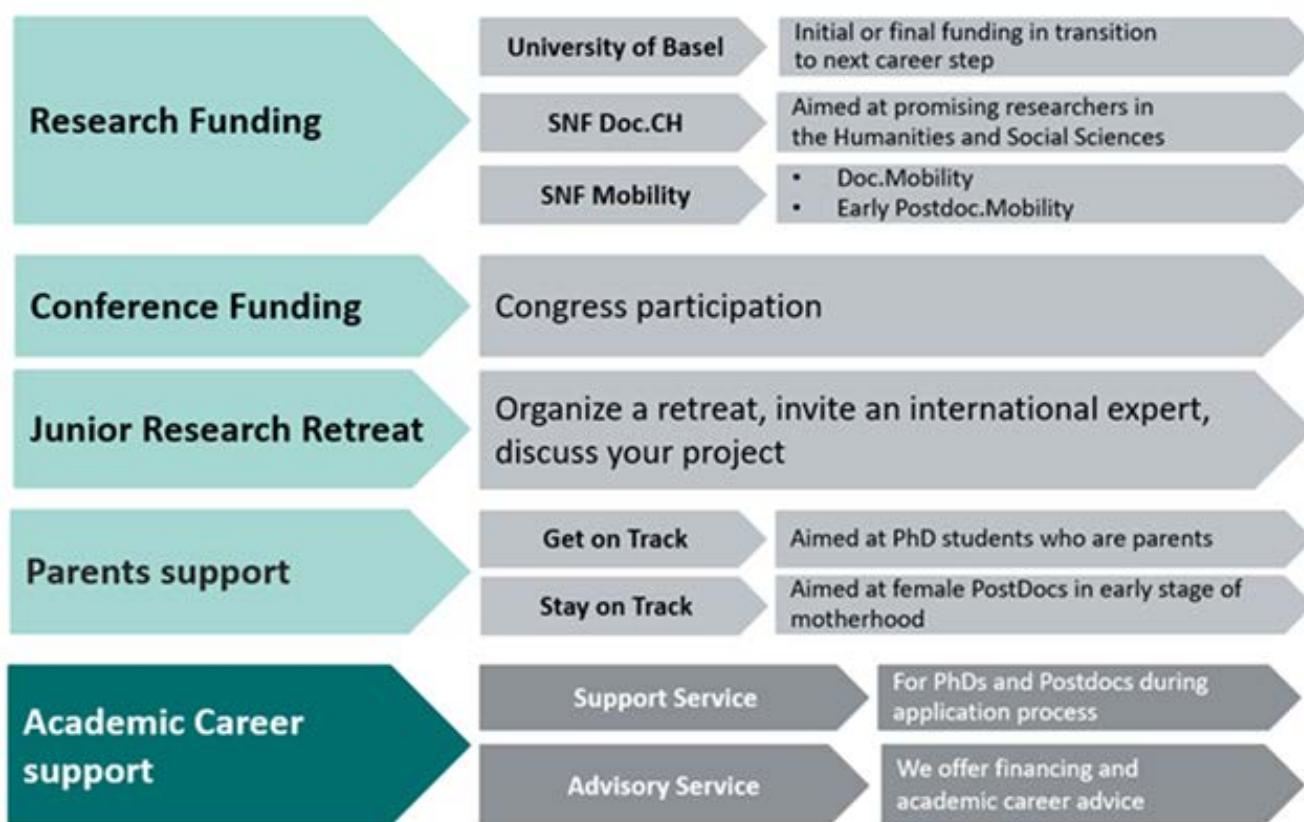 Research Funding
University of Basel
Initial or final funding in transition
to next career step
SNF Doc.CH
Aimed at promising researchers in
the Humanities and Social Sciences
SNF Mobility
• Doc.Mobility
• Early Postdoc.Mobility
Conference Funding
Congress participation
Junior Research Retreat
Organize a retreat, invite an international expert,
discuss your project
Parents support
Get on Track
Aimed at PhD students who are parents
Stay on Track
Aimed at female PostDocs in early stage of
motherhood
Academic Career
support
Support Service
For PhDs and Postdocs during
application process
Advisory Service
We offer financing and
academic career advice